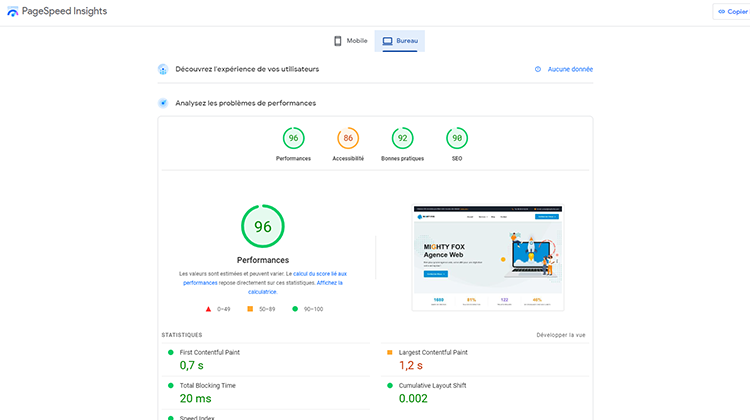 PageSpeed Insights
Copier
Mobile
Bureau
Découvrez l'expérience de vos utilisateurs
Aucune donnée
Analysez les problèmes de performances
96
86
92
90
Performances
Accessibilité
Bonnes pratiques
SEO
96
Performances
Les valeurs sont estimées et peuvent varier. Le calcul du score lié aux
performances repose directement sur ces statistiques. Affichez la
calculatrice.
0–49
50–89
90–100
MIGHTY FOX
Agence Web
STATISTIQUES
Développer la vue
First Contentful Paint
0,7 s
Largest Contentful Paint
1,2 s
Total Blocking Time
20 ms
Cumulative Layout Shift
0.002
Speed Index